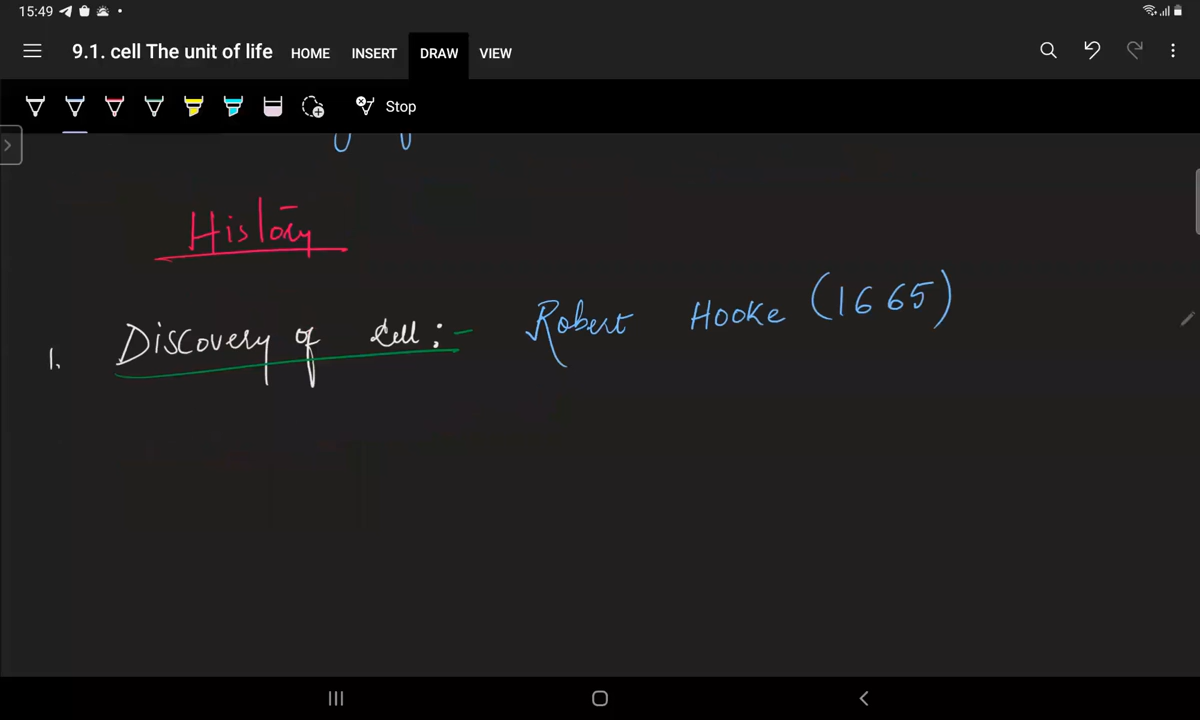 15:49
9.1. cell The unit of life HOME INSERT DRAW VIEW
Stop
History
1. Discovery of Cell :- Robert Hooke (1665)